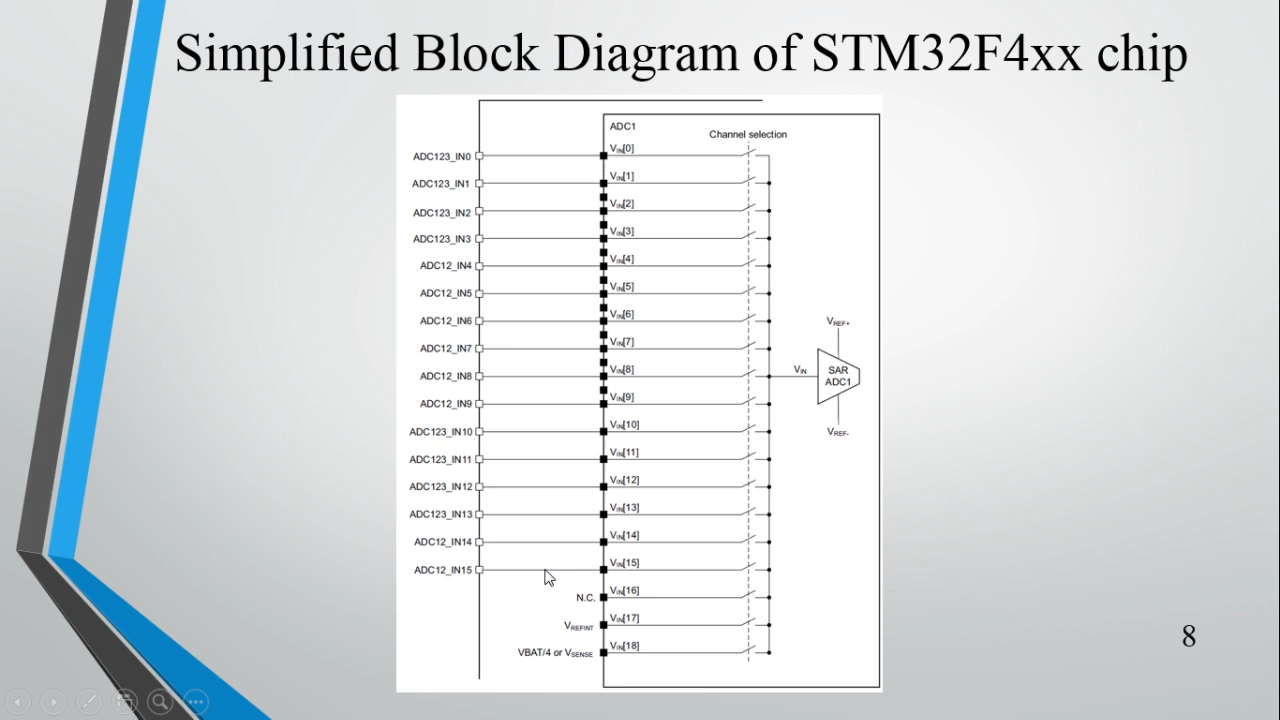 Simplified Block Diagram of STM32F4xx chip
ADC1
Channel selection
ADC123_IN0 VIN[0]
ADC123_IN1 VIN[1]
ADC123_IN2 VIN[2]
ADC123_IN3 VIN[3]
ADC12_IN4 VIN[4]
ADC12_IN5 VIN[5]
ADC12_IN6 VIN[6]
VREF+
ADC12_IN7 VIN[7]
ADC12_IN8 VIN[8] VIN SAR
ADC1
ADC12_IN9 VIN[9]
ADC123_IN10 VIN[10] VREF-
ADC123_IN11 VIN[11]
ADC123_IN12 VIN[12]
ADC123_IN13 VIN[13]
ADC12_IN14 VIN[14]
ADC12_IN15 VIN[15]
N.C. VIN[16]
VREFINT VIN[17]
VBAT/4 or VSENSE VIN[18]
8